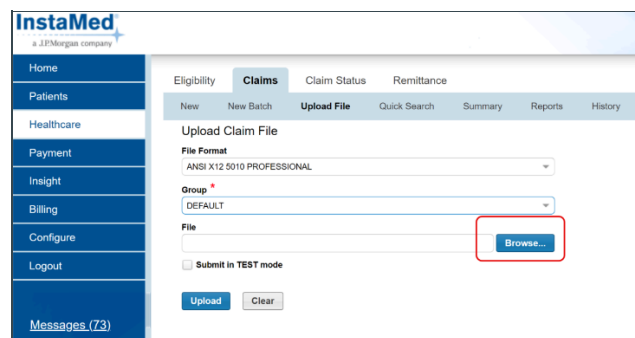 InstaMed
a J.P.Morgan company
Home
Patients
Healthcare
Payment
Insight
Billing
Configure
Logout
Messages (73)
Eligibility Claims Claim Status Remittance
New New Batch Upload File Quick Search Summary Reports History
Upload Claim File
File Format
ANSI X12 5010 PROFESSIONAL
Group *
DEFAULT
File
Browse...
Submit in TEST mode
Upload Clear